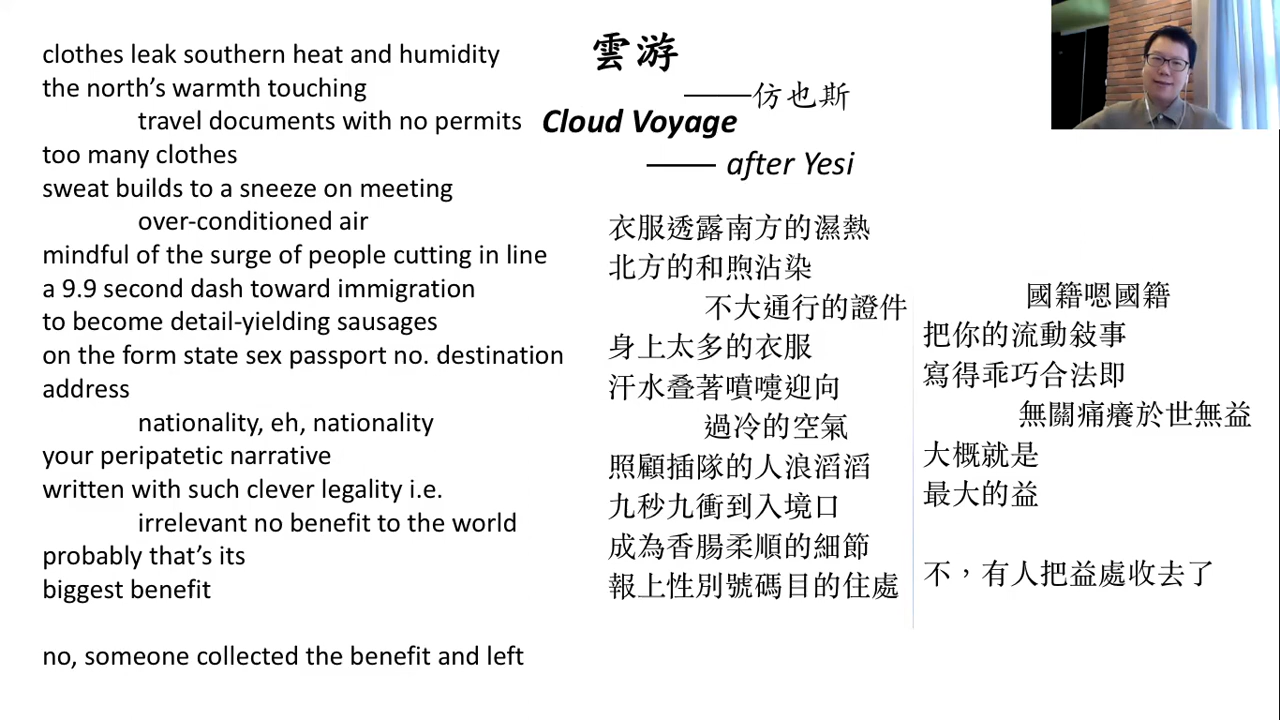 clothes leak southern heat and humidity
the north’s warmth touching
travel documents with no permits
too many clothes
sweat builds to a sneeze on meeting
over-conditioned air
mindful of the surge of people cutting in line
a 9.9 second dash toward immigration
to become detail-yielding sausages
on the form state sex passport no. destination
address
nationality, eh, nationality
your peripatetic narrative
written with such clever legality i.e.
irrelevant no benefit to the world
probably that’s its
biggest benefit
no, someone collected the benefit and left
雲游
——仿也斯
Cloud Voyage
—— after Yesi
衣服透露南方的濕熱
北方的和煦沾染
不大通行的證件
身上太多的衣服
汗水叠著噴嚏迎向
過冷的空氣
照顧插隊的人浪滔滔
九秒九衝到入境口
成為香腸柔順的細節
報上性別號碼目的住處
國籍嗯國籍
把你的流動敍事
寫得乖巧合法即
無關痛癢於世無益
大概就是
最大的益
不，有人把益處收去了